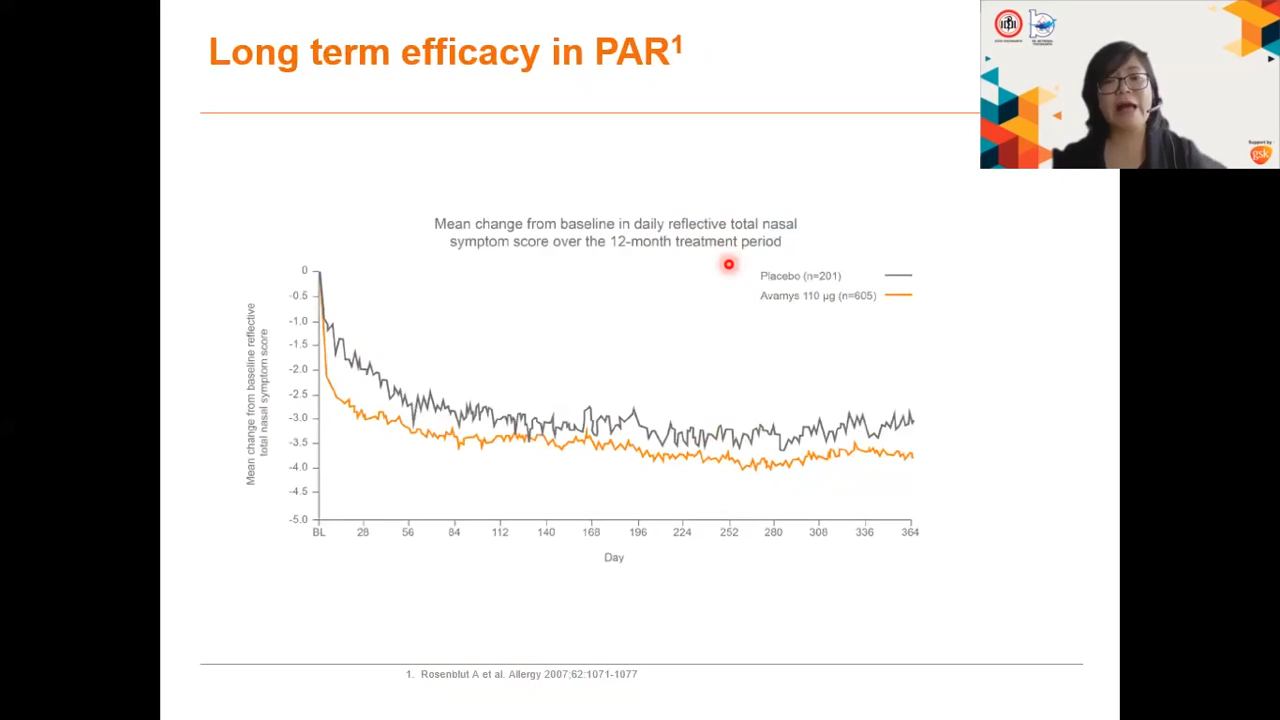 Long term efficacy in PAR1
Support by :
gsk
Mean change from baseline in daily reflective total nasal
symptom score over the 12-month treatment period
Placebo (n=201)
Avamys 110 µg (n=605)
Mean change from baseline reflective
total nasal symptom score
0
-0.5
-1.0
-1.5
-2.0
-2.5
-3.0
-3.5
-4.0
-4.5
-5.0
BL 28 56 84 112 140 168 196 224 252 280 308 336 364
Day
1. Rosenblut A et al. Allergy 2007;62:1071-1077